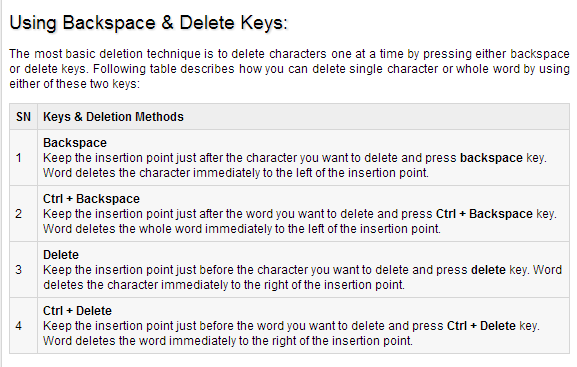 Using Backspace & Delete Keys:
The most basic deletion technique is to delete characters one at a time by pressing either backspace
or delete keys. Following table describes how you can delete single character or whole word by using
either of these two keys:
SN Keys & Deletion Methods
Backspace
1 Keep the insertion point just after the character you want to delete and press backspace key.
Word deletes the character immediately to the left of the insertion point.
Ctrl + Backspace
2 Keep the insertion point just after the word you want to delete and press Ctrl + Backspace key.
Word deletes the whole word immediately to the left of the insertion point.
Delete
3 Keep the insertion point just before the character you want to delete and press delete key. Word
deletes the character immediately to the right of the insertion point.
Ctrl + Delete
4 Keep the insertion point just before the word you want to delete and press Ctrl + Delete key.
Word deletes the word immediately to the right of the insertion point.